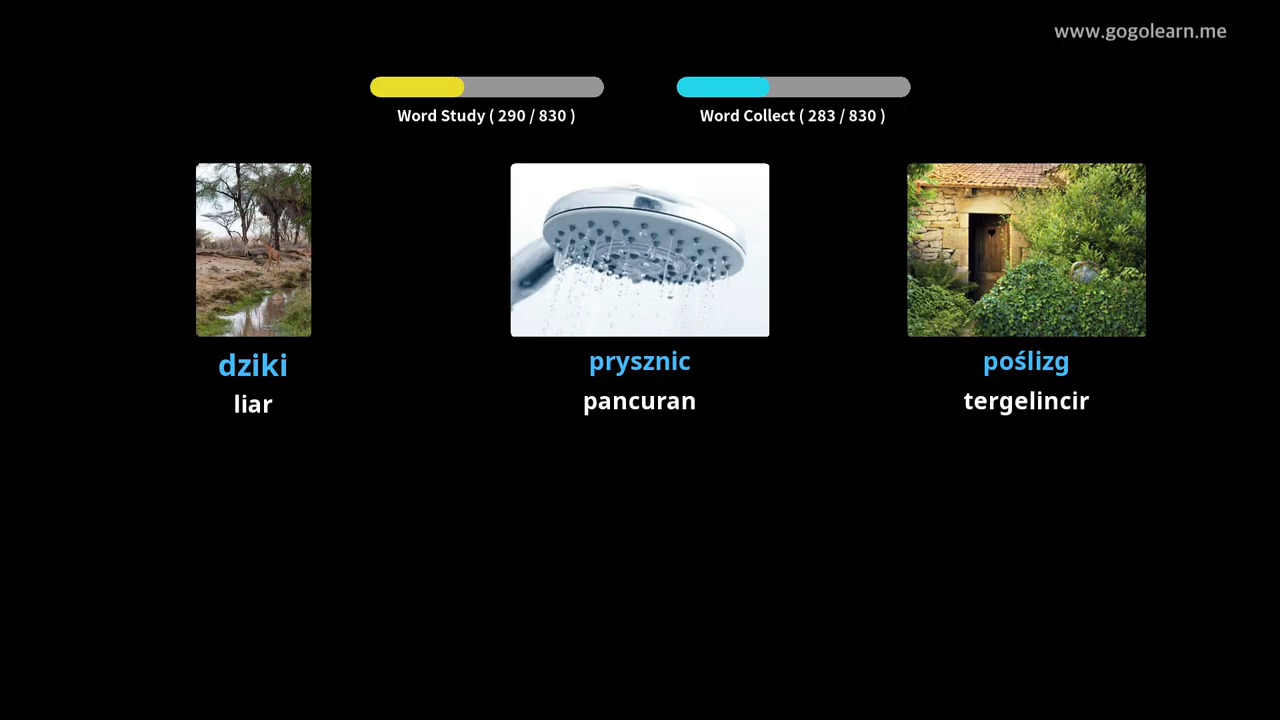 www.gogolearn.me
Word Study ( 290 / 830 )
Word Collect ( 283 / 830 )
dziki
prysznic
poślizg
liar
pancuran
tergelincir